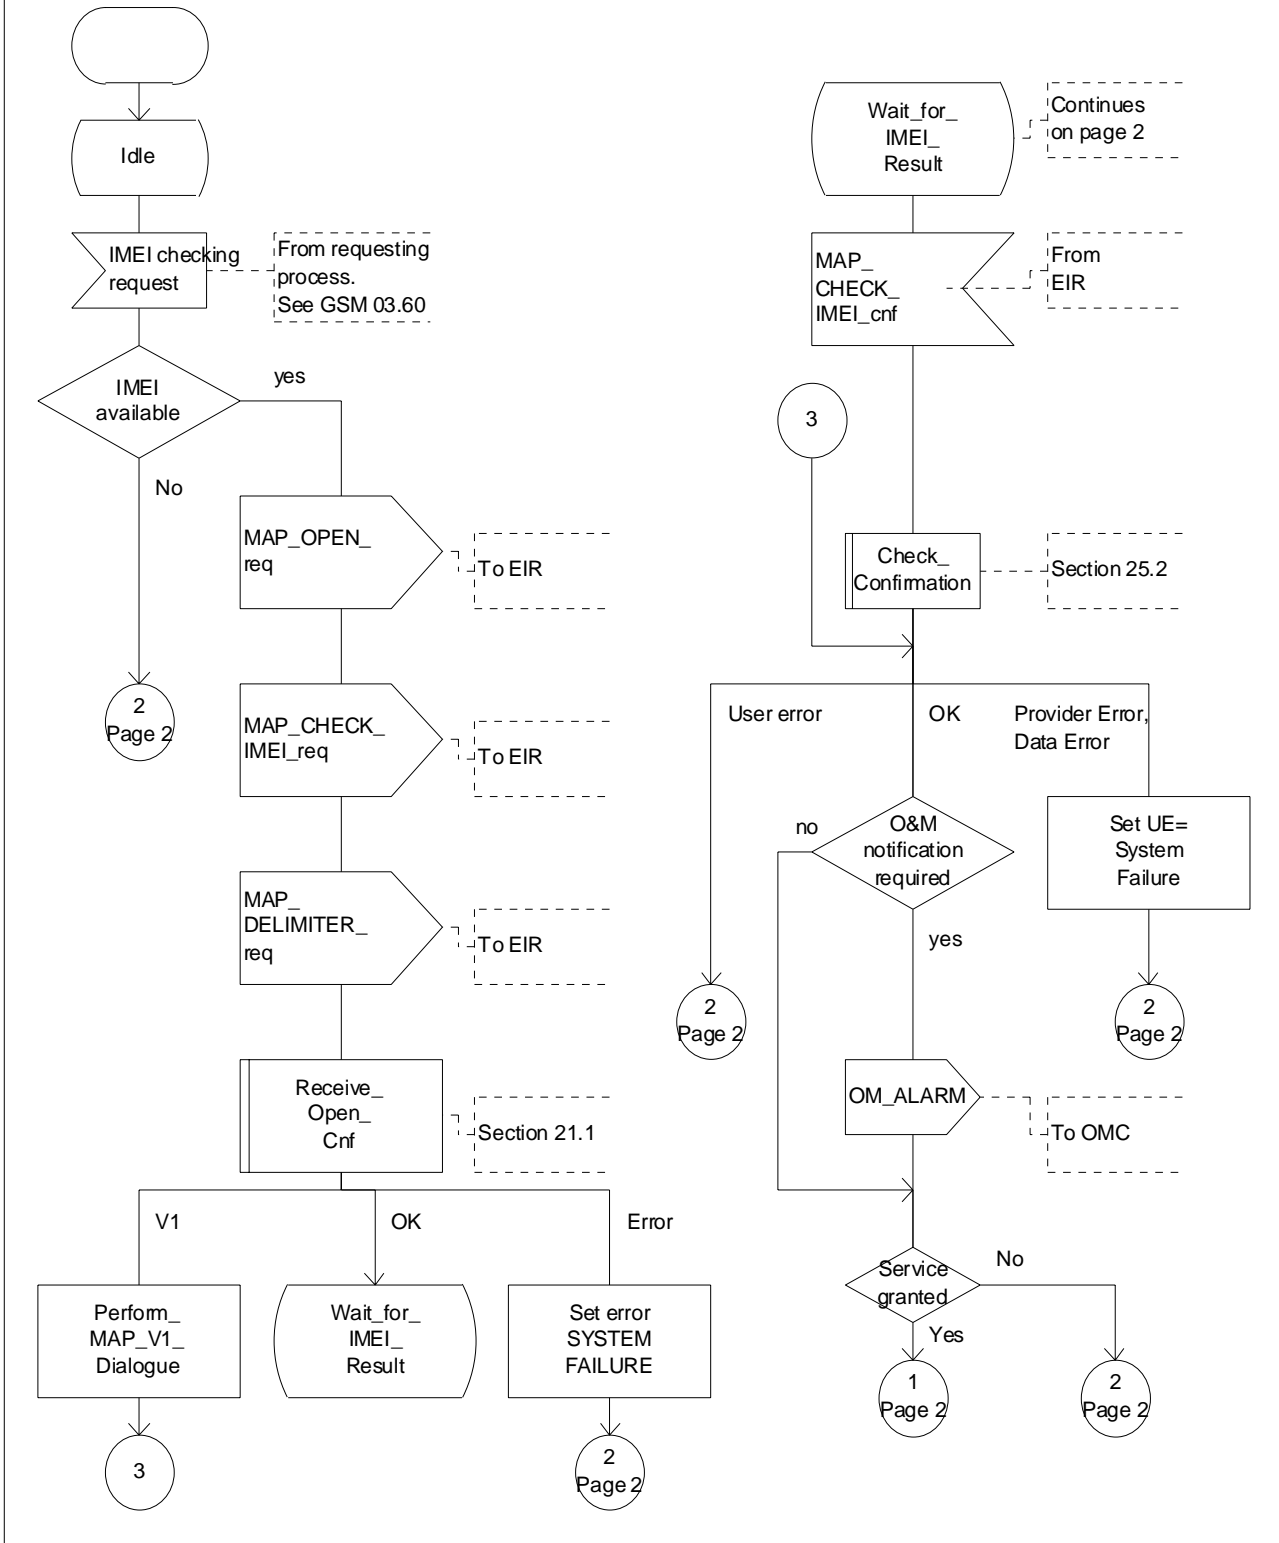 Idle
IMEI checking
request
From requesting
process.
See GSM 03.60
IMEI
available
yes
No
MAP_OPEN_
req
To EIR
2
Page 2
MAP_CHECK_
IMEI_req
To EIR
MAP_
DELIMITER_
req
To EIR
Receive_
Open_
Cnf
Section 21.1
V1
OK
Error
Perform_
MAP_V1_
Dialogue
Wait_for_
IMEI_
Result
Set error
SYSTEM
FAILURE
3
2
Page 2
Wait_for_
IMEI_
Result
Continues
on page 2
MAP_
CHECK_
IMEI_cnf
From
EIR
3
Check_
Confirmation
Section 25.2
User error
OK
Provider Error,
Data Error
no
O&M
notification
required
Set UE=
System
Failure
yes
2
Page 2
2
Page 2
OM_ALARM
To OMC
Service
granted
No
Yes
1
Page 2
2
Page 2